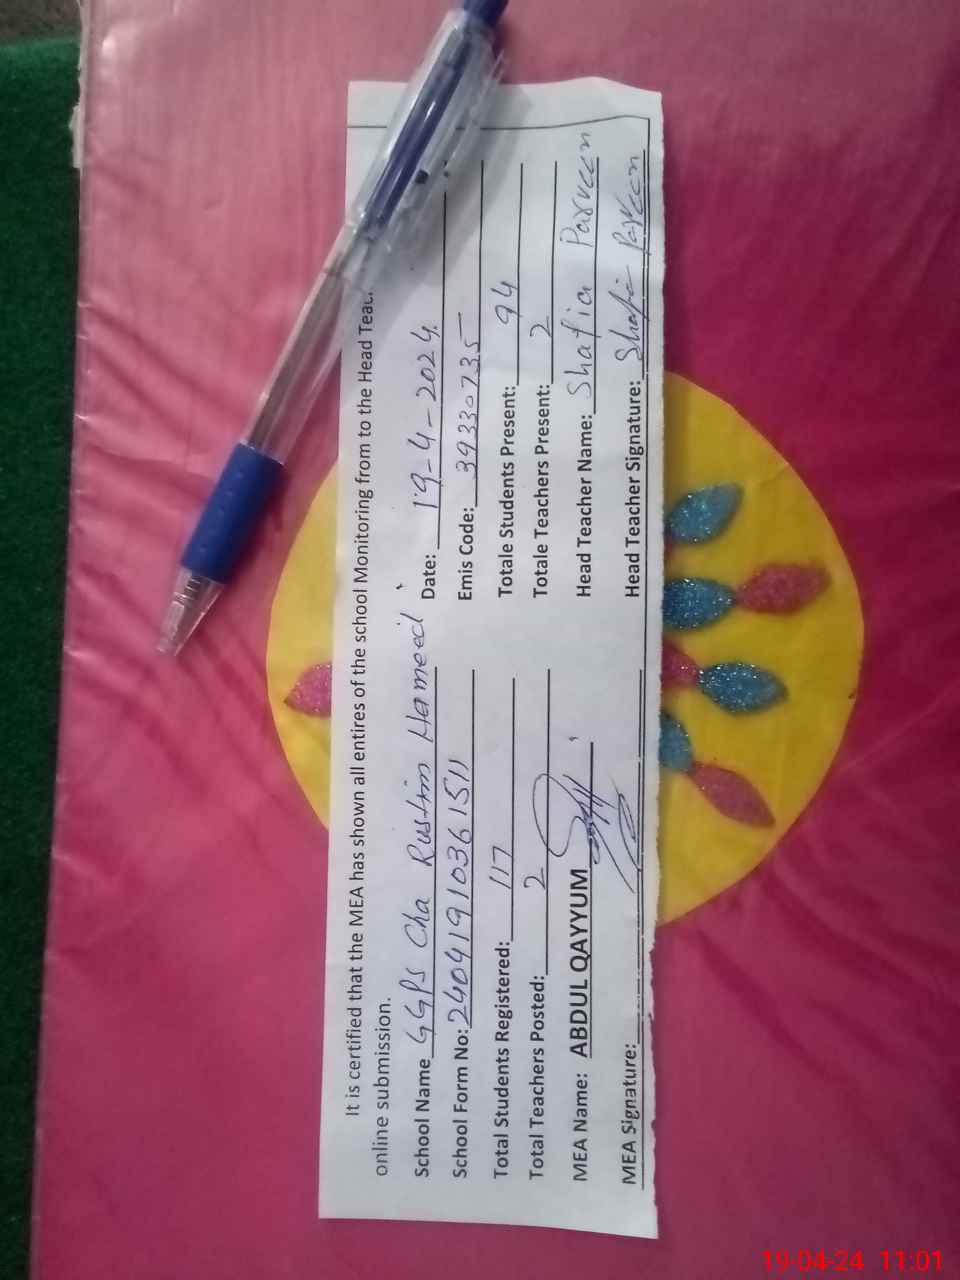 It is certified that the MEA has shown all entires of the school Monitoring from to the Head Teac
online submission.
School Name GGPS Cha Rustim Hameed Date: 19-4-2024.
School Form No: 24041910361511 Emis Code: 39330735
Total Students Registered: 117 Totale Students Present: 94
Total Teachers Posted: 2 Totale Teachers Present: 2
MEA Name: ABDUL QAYYUM Head Teacher Name: Shafia Parveen
MEA Signature: Head Teacher Signature: Shafia Parveen
19-04-24 11:01